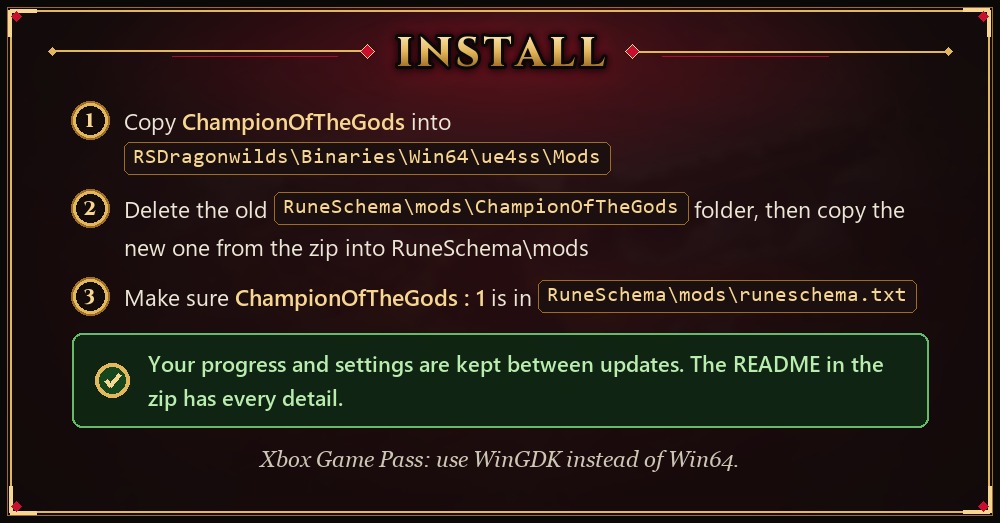 INSTALL
1 Copy ChampionOfTheGods into
RSDragonwilds\Binaries\Win64\ue4ss\Mods
2 Delete the old RuneSchema\mods\ChampionOfTheGods folder, then copy the
new one from the zip into RuneSchema\mods
3 Make sure ChampionOfTheGods : 1 is in RuneSchema\mods\runeschema.txt
Your progress and settings are kept between updates. The README in the
zip has every detail.
Xbox Game Pass: use WinGDK instead of Win64.